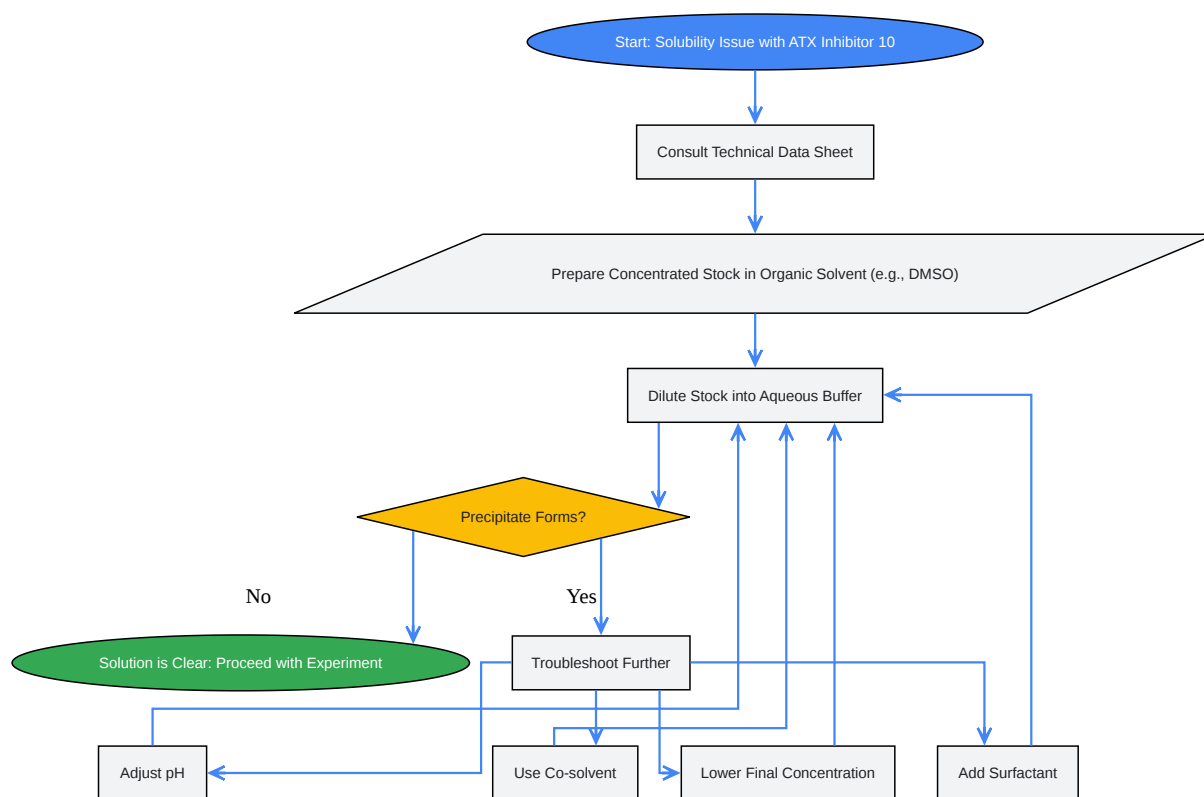 Start: Solubility Issue with ATX Inhibitor 10
Consult Technical Data Sheet
Prepare Concentrated Stock in Organic Solvent (e.g., DMSO)
Dilute Stock into Aqueous Buffer
Precipitate Forms?
No
Yes
Solution is Clear: Proceed with Experiment
Troubleshoot Further
Adjust pH
Use Co-solvent
Lower Final Concentration
Add Surfactant